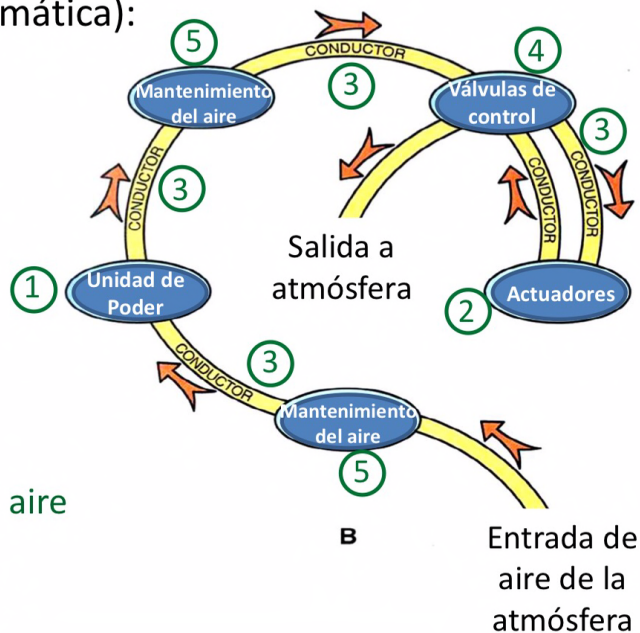 mática):
5
4
CONDUCTOR
3
Mantenimiento
del aire
Válvulas de
control
3
CONDUCTOR
3
CONDUCTOR
CONDUCTOR
Salida a
atmósfera
1
Unidad de
Poder
2
Actuadores
CONDUCTOR
3
Mantenimiento
del aire
5
aire
B
Entrada de
aire de la
atmósfera